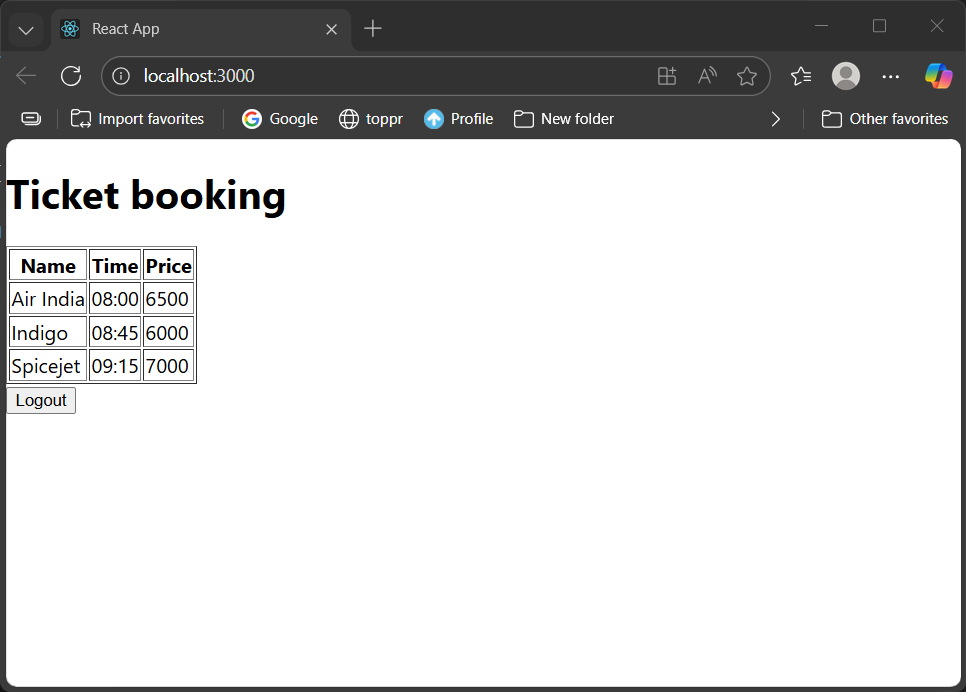 React App
localhost:3000
Import favorites Google toppr Profile New folder Other favorites
Ticket booking
Name Time Price
Air India 08:00 6500
Indigo 08:45 6000
Spicejet 09:15 7000
Logout